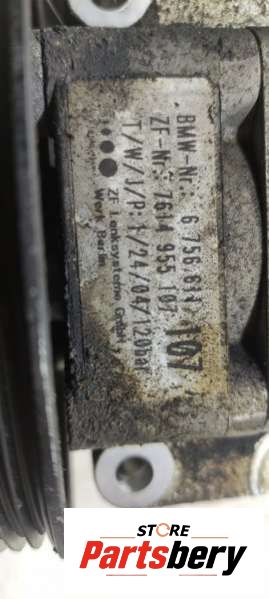 BMW-Nr.: 6 756
107
ZF-Nr.: 7614 955 107
T/W/J/P: 1/24/04/120bar
ZF Lenksysteme GmbH
Werk Berlin
STORE
Partsbery